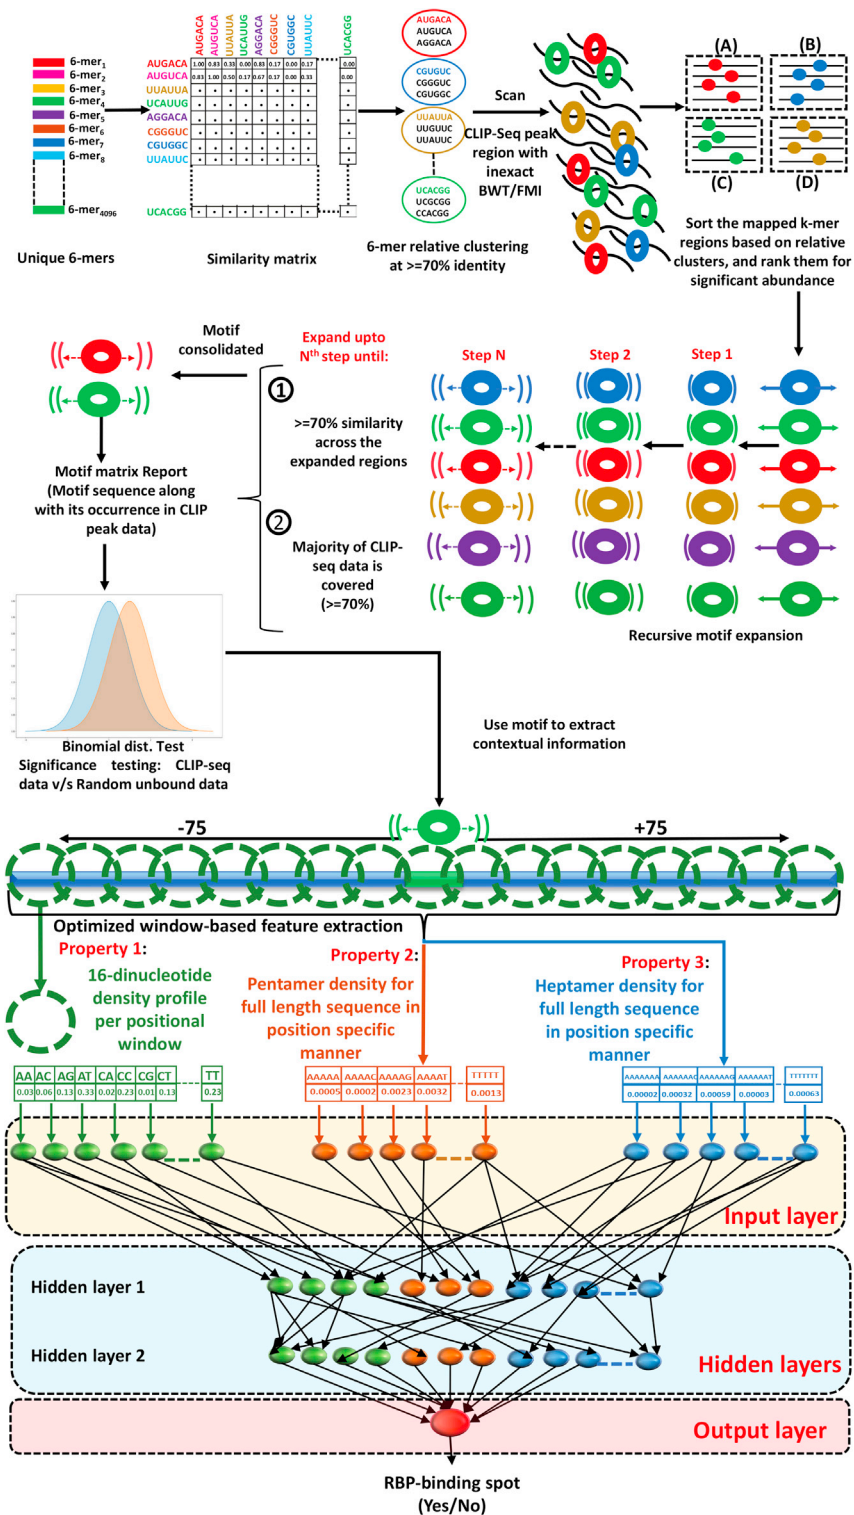 AUGACA
AUGUCA
UUAUUA
UCAUUG
AGGACA
CGGGUC
CGUGGC
UUAUUC
UCACGG
6-mer1
6-mer2
6-mer3
6-mer4
6-mer5
6-mer6
6-mer7
6-mer8
6-mer4096
Unique 6-mers
AUGACA 1.00 0.83 0.33 0.00 0.83 0.17 0.00 0.17 0.00
AUGUCA 0.83 1.00 0.50 0.17 0.67 0.17 0.00 0.33 0.00
UUAUUA
UCAUUG
AGGACA
CGGGUC
CGUGGC
UUAUUC
UCACGG
Similarity matrix
AUGACA
AUGUCA
AGGACA
CGUGUC
CGGGUC
CGUGGC
UUAUUA
UUGUUC
UUAUUC
UCACGG
UCGCGG
CCACGG
6-mer relative clustering
at >=70% identity
Scan
CLIP-Seq peak
region with
inexact
BWT/FMI
(A)
(B)
(C)
(D)
Sort the mapped k-mer
regions based on relative
clusters, and rank them for
significant abundance
Motif
consolidated
Expand upto
Nth step until:
Step N
Step 2
Step 1
1
>=70% similarity
across the
expanded regions
2
Majority of CLIP-
seq data is
covered
(>=70%)
Recursive motif expansion
Motif matrix Report
(Motif sequence along
with its occurrence in CLIP
peak data)
Binomial dist. Test
Significance testing: CLIP-seq
data v/s Random unbound data
Use motif to extract
contextual information
-75
+75
Optimized window-based feature extraction
Property 1:
16-dinucleotide
density profile
per positional
window
Property 2:
Pentamer density for
full length sequence in
position specific
manner
Property 3:
Heptamer density for
full length sequence
in position specific
manner
AA AC AG AT CA CC CG CT TT
0.03 0.06 0.13 0.33 0.02 0.23 0.01 0.13 0.23
AAAAA AAAAC AAAAG AAAAT TTTTT
0.0005 0.0002 0.0023 0.0032 0.0013
AAAAAAA AAAAAAC AAAAAAG AAAAAAT TTTTTTT
0.00002 0.00032 0.00059 0.00003 0.00063
Input layer
Hidden layer 1
Hidden layer 2
Hidden layers
Output layer
RBP-binding spot
(Yes/No)